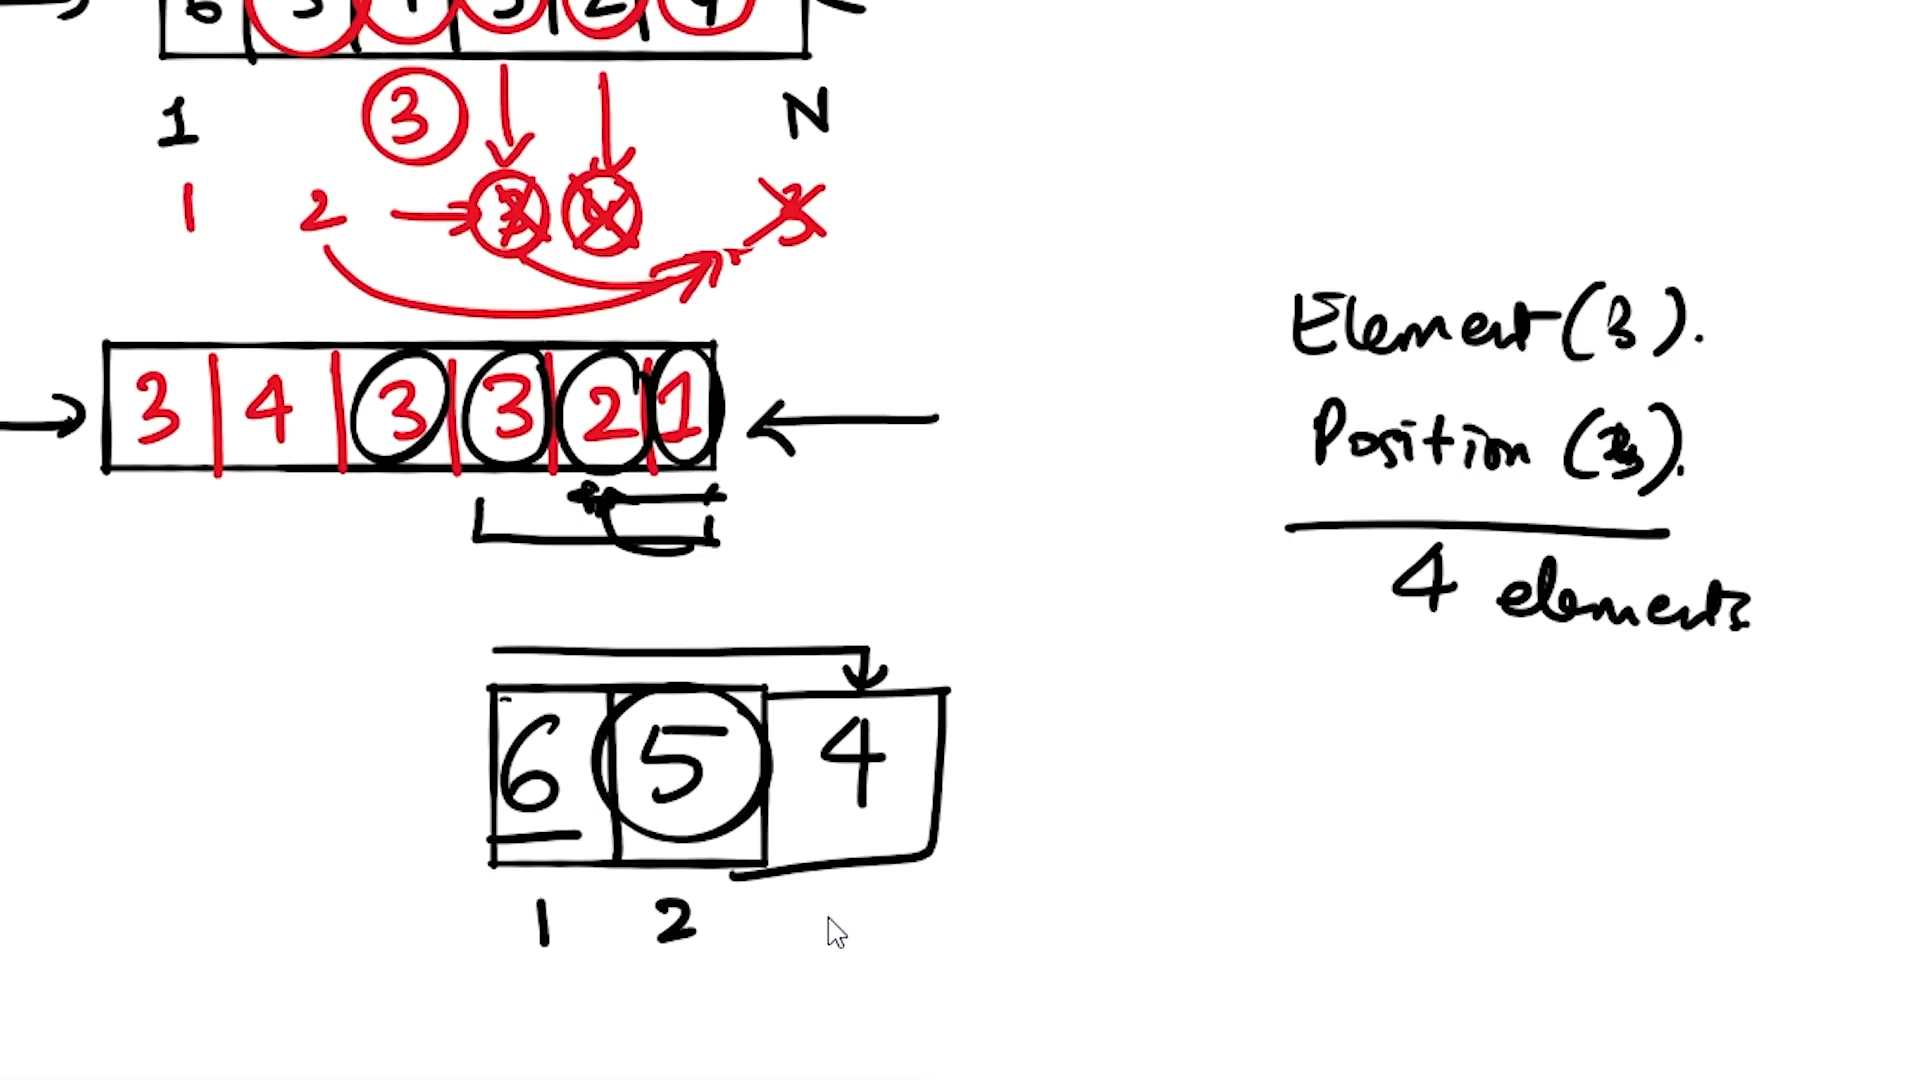 1 3 N
1 2
3 4 3 3 2 1
Element (3).
Position (3).
4 elements
6 5 4
1 2